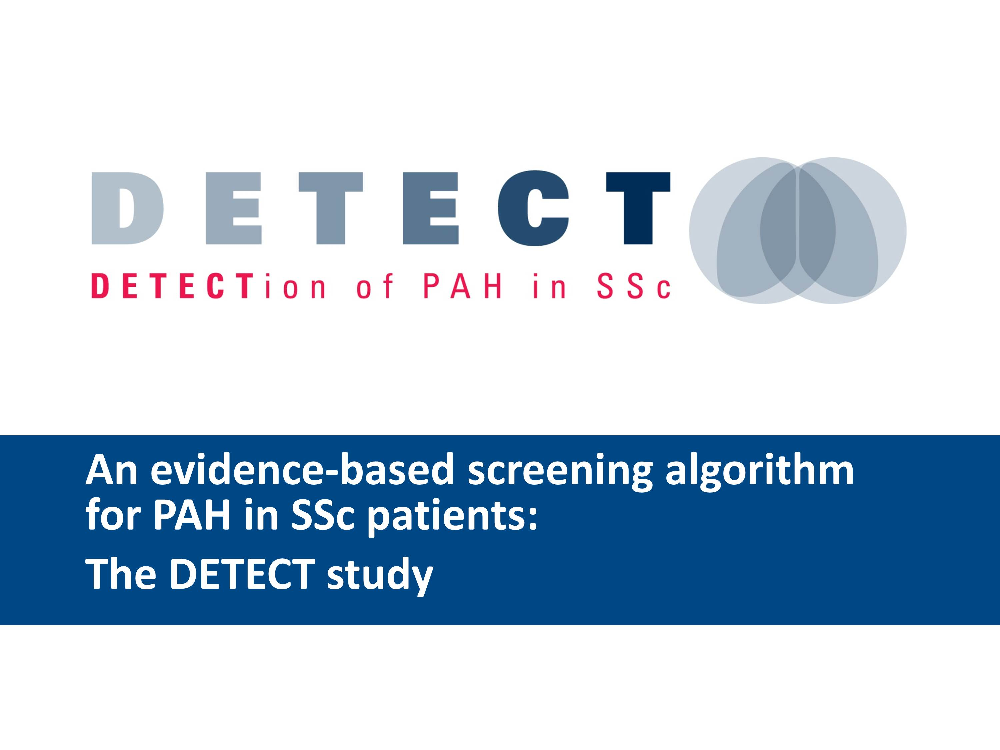 DETECT
DETECTion of PAH in SSc
An evidence-based screening algorithm
for PAH in SSc patients:
The DETECT study